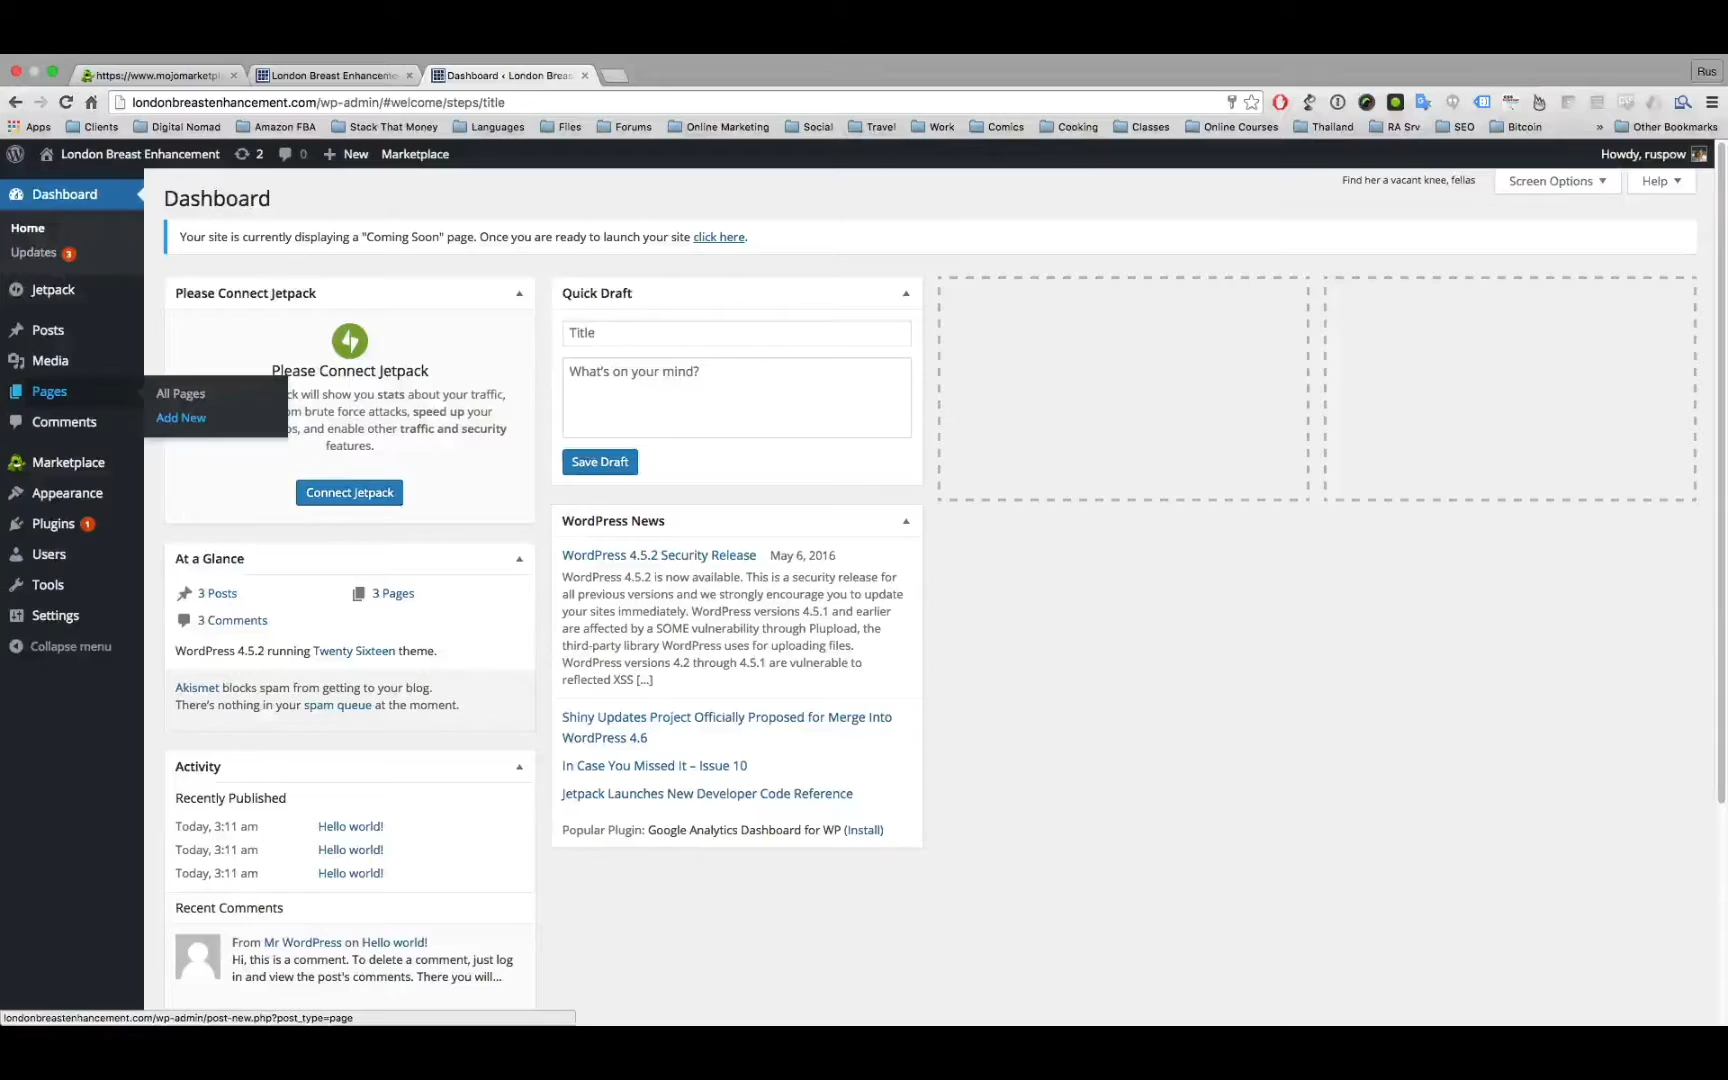 https://www.mojomarketpl
London Breast Enhancemen
Dashboard ‹ London Breas
Rus
londonbreastenhancement.com/wp-admin/#welcome/steps/title
Apps
Clients
Digital Nomad
Amazon FBA
Stack That Money
Languages
Files
Forums
Online Marketing
Social
Travel
Work
Comics
Cooking
Classes
Online Courses
Thailand
RA Srv
SEO
Bitcoin
»
Other Bookmarks
London Breast Enhancement
2
0
New
Marketplace
Howdy, ruspow
Dashboard
Home
Updates 3
Jetpack
Posts
Media
Pages
All Pages
Add New
Comments
Marketplace
Appearance
Plugins 1
Users
Tools
Settings
Collapse menu
Find her a vacant knee, fellas
Screen Options
Help
Dashboard
Your site is currently displaying a "Coming Soon" page. Once you are ready to launch your site click here.
Please Connect Jetpack
Please Connect Jetpack
ck will show you stats about your traffic,
om brute force attacks, speed up your
os, and enable other traffic and security
features.
Connect Jetpack
At a Glance
3 Posts
3 Pages
3 Comments
WordPress 4.5.2 running Twenty Sixteen theme.
Akismet blocks spam from getting to your blog.
There's nothing in your spam queue at the moment.
Activity
Recently Published
Today, 3:11 am Hello world!
Today, 3:11 am Hello world!
Today, 3:11 am Hello world!
Recent Comments
From Mr WordPress on Hello world!
Hi, this is a comment. To delete a comment, just log
in and view the post's comments. There you will...
Quick Draft
Title
What's on your mind?
Save Draft
WordPress News
WordPress 4.5.2 Security Release May 6, 2016
WordPress 4.5.2 is now available. This is a security release for
all previous versions and we strongly encourage you to update
your sites immediately. WordPress versions 4.5.1 and earlier
are affected by a SOME vulnerability through Plupload, the
third-party library WordPress uses for uploading files.
WordPress versions 4.2 through 4.5.1 are vulnerable to
reflected XSS [...]
Shiny Updates Project Officially Proposed for Merge Into
WordPress 4.6
In Case You Missed It – Issue 10
Jetpack Launches New Developer Code Reference
Popular Plugin: Google Analytics Dashboard for WP (Install)
londonbreastenhancement.com/wp-admin/post-new.php?post_type=page